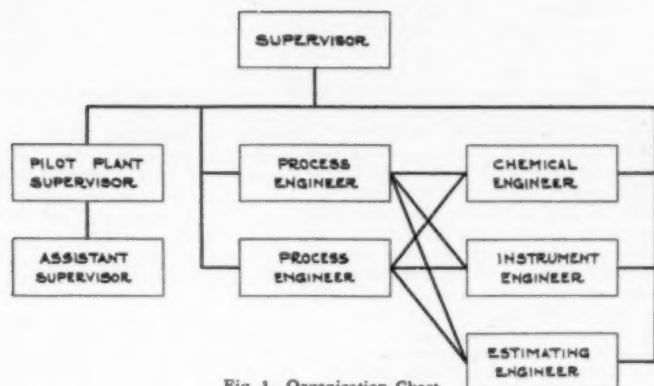 SUPERVISOR
PILOT PLANT
SUPERVISOR
PROCESS
ENGINEER
CHEMICAL
ENGINEER
ASSISTANT
SUPERVISOR
PROCESS
ENGINEER
INSTRUMENT
ENGINEER
ESTIMATING
ENGINEER
Fig. 1. Organization Chart